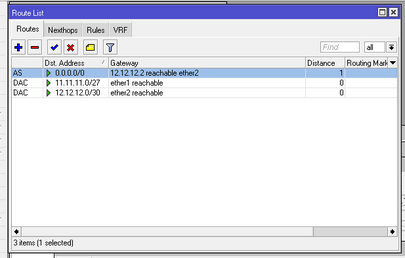 Route List
Routes Nexthops Rules VRF
Find all
Dst. Address Gateway Distance Routing Mark
AS 0.0.0.0/0 12.12.12.2 reachable ether2 1
DAC 11.11.11.0/27 ether1 reachable 0
DAC 12.12.12.0/30 ether2 reachable 0
3 items (1 selected)